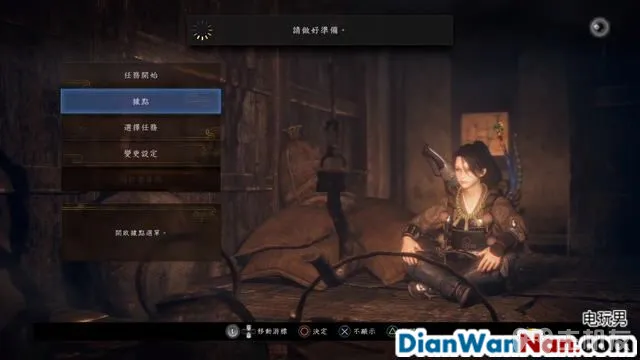 請做好準備。
任務開始
據點
選擇任務
變更設定
開啟據點選單。
移動游標
決定
不顯示
电玩男
DianWanNan.com